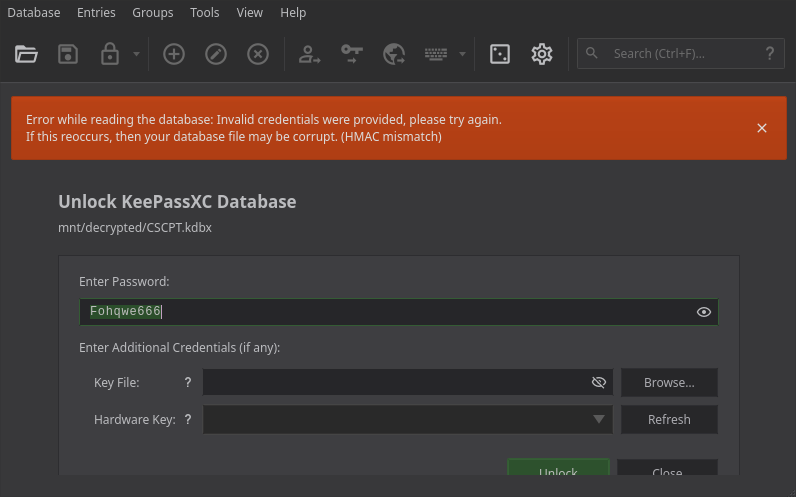 Database Entries Groups Tools View Help
Search (Ctrl+F)... ?
Error while reading the database: Invalid credentials were provided, please try again.
If this reoccurs, then your database file may be corrupt. (HMAC mismatch)
Unlock KeePassXC Database
mnt/decrypted/CSCPT.kdbx
Enter Password:
Fohqwe666
Enter Additional Credentials (if any):
Key File: ? Browse...
Hardware Key: ? Refresh
Unlock Close